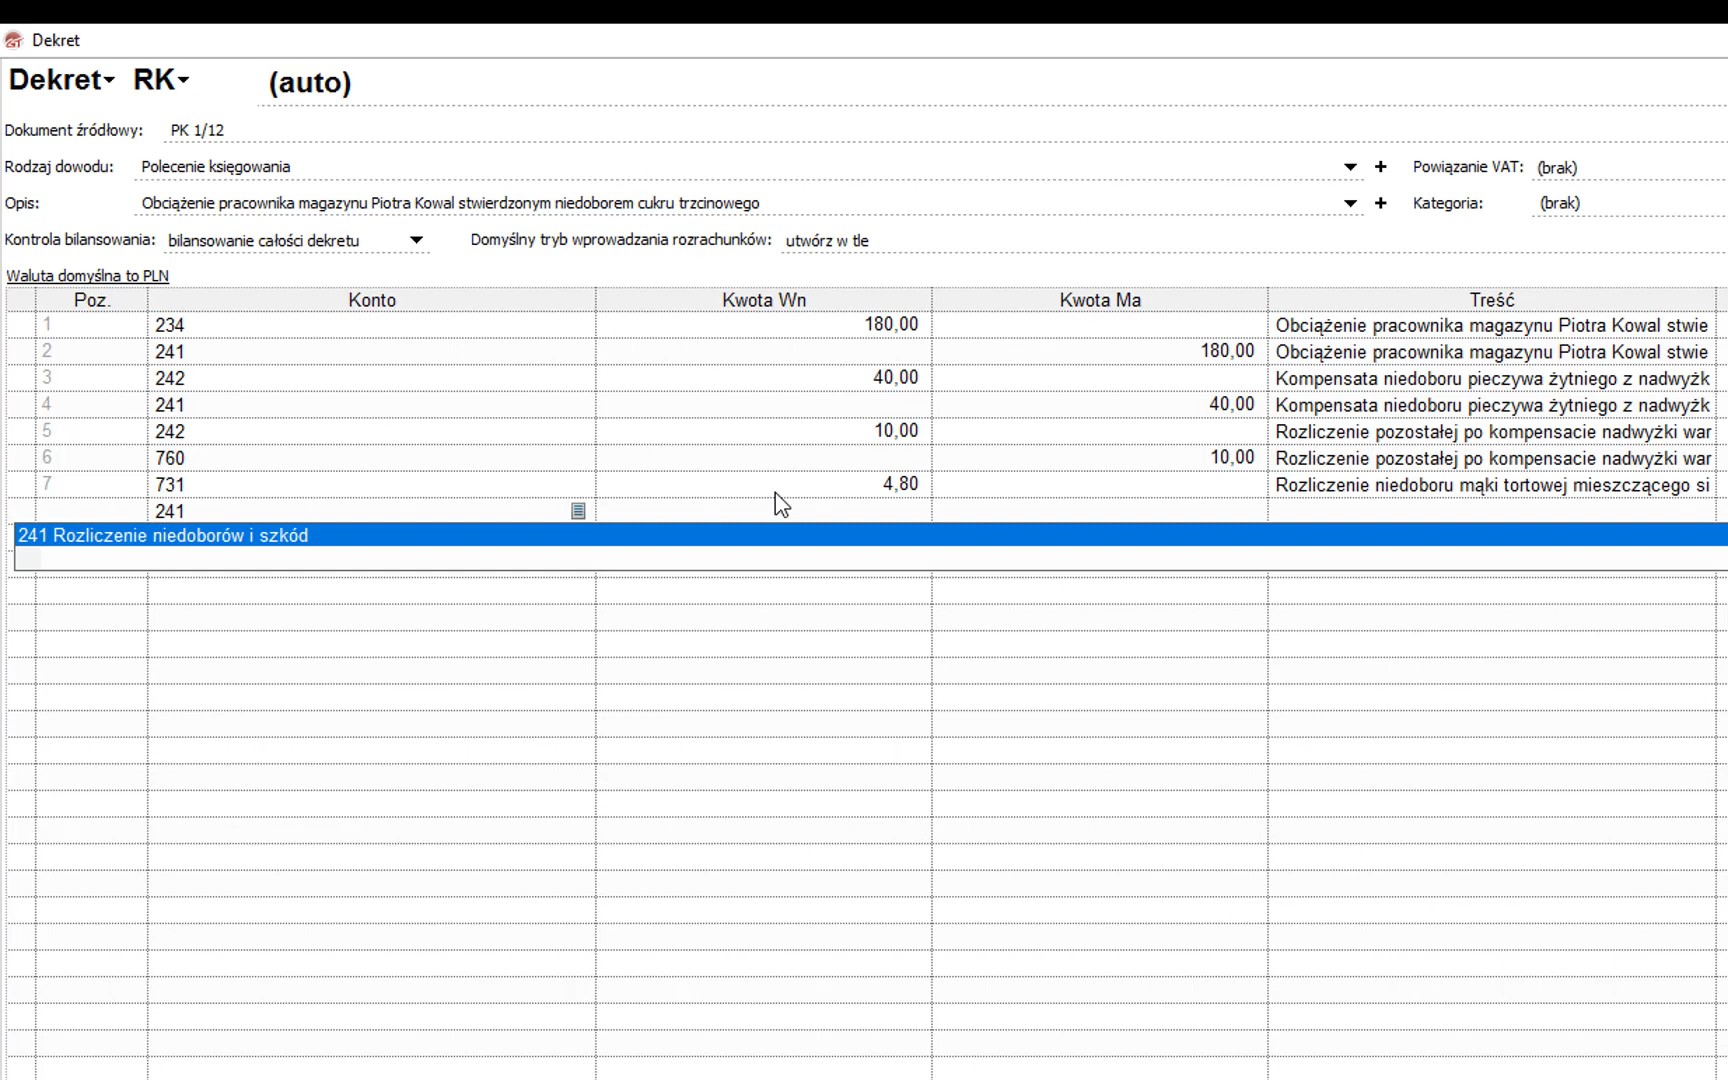 Dekret
Dekret RK (auto)
Dokument źródłowy: PK 1/12
Rodzaj dowodu: Polecenie księgowania + Powiązanie VAT: (brak)
Opis: Obciążenie pracownika magazynu Piotra Kowal stwierdzonym niedoborem cukru trzcinowego + Kategoria: (brak)
Kontrola bilansowania: bilansowanie całości dekretu Domyślny tryb wprowadzania rozrachunków: utwórz w tle
Waluta domyślna to PLN
Poz. Konto Kwota Wn Kwota Ma Treść
1 234 180,00 Obciążenie pracownika magazynu Piotra Kowal stwie
2 241 180,00 Obciążenie pracownika magazynu Piotra Kowal stwie
3 242 40,00 Kompensata niedoboru pieczywa żytniego z nadwyżk
4 241 40,00 Kompensata niedoboru pieczywa żytniego z nadwyżk
5 242 10,00 Rozliczenie pozostałej po kompensacie nadwyżki war
6 760 10,00 Rozliczenie pozostałej po kompensacie nadwyżki war
7 731 4,80 Rozliczenie niedoboru mąki tortowej mieszczącego si
241
241 Rozliczenie niedoborów i szkód